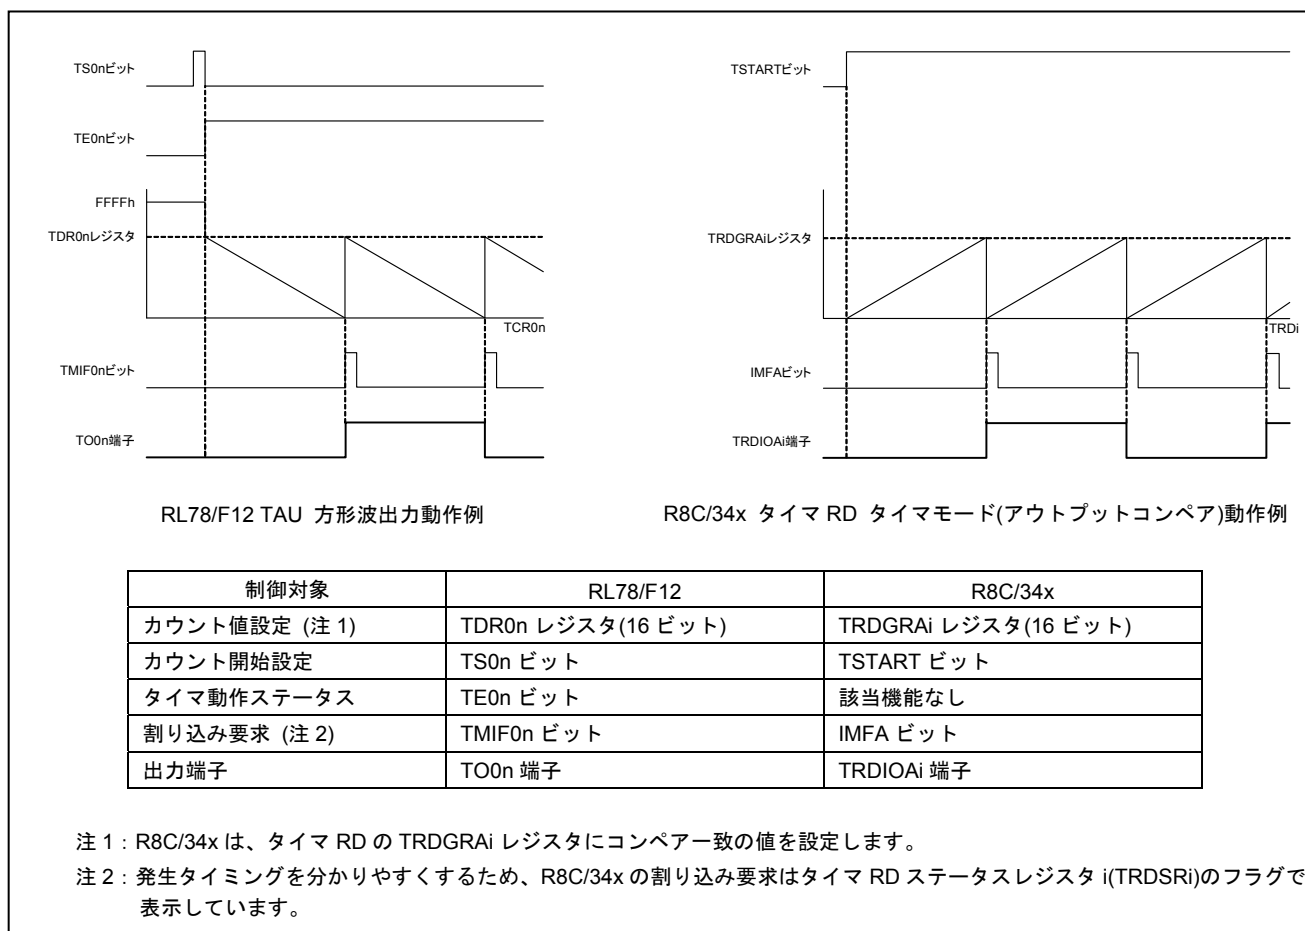 TS0nビット
TE0nビット
FFFFh
TDR0nレジスタ
TCR0n
TMIF0nビット
TO0n端子
RL78/F12 TAU 方形波出力動作例
TSTARTビット
TRDGRAiレジスタ
TRDi
IMFAビット
TRDIOAi端子
R8C/34x タイマ RD タイマモード(アウトプットコンペア)動作例
制御対象 RL78/F12 R8C/34x
カウント値設定 (注 1) TDR0n レジスタ(16 ビット) TRDGRAi レジスタ(16 ビット)
カウント開始設定 TS0n ビット TSTART ビット
タイマ動作ステータス TE0n ビット 該当機能なし
割り込み要求 (注 2) TMIF0n ビット IMFA ビット
出力端子 TO0n 端子 TRDIOAi 端子
注 1：R8C/34x は、タイマ RD の TRDGRAi レジスタにコンペア一致の値を設定します。
注 2：発生タイミングを分かりやすくするため、R8C/34x の割り込み要求はタイマ RD ステータスレジスタ i(TRDSRi)のフラグで
表示しています。